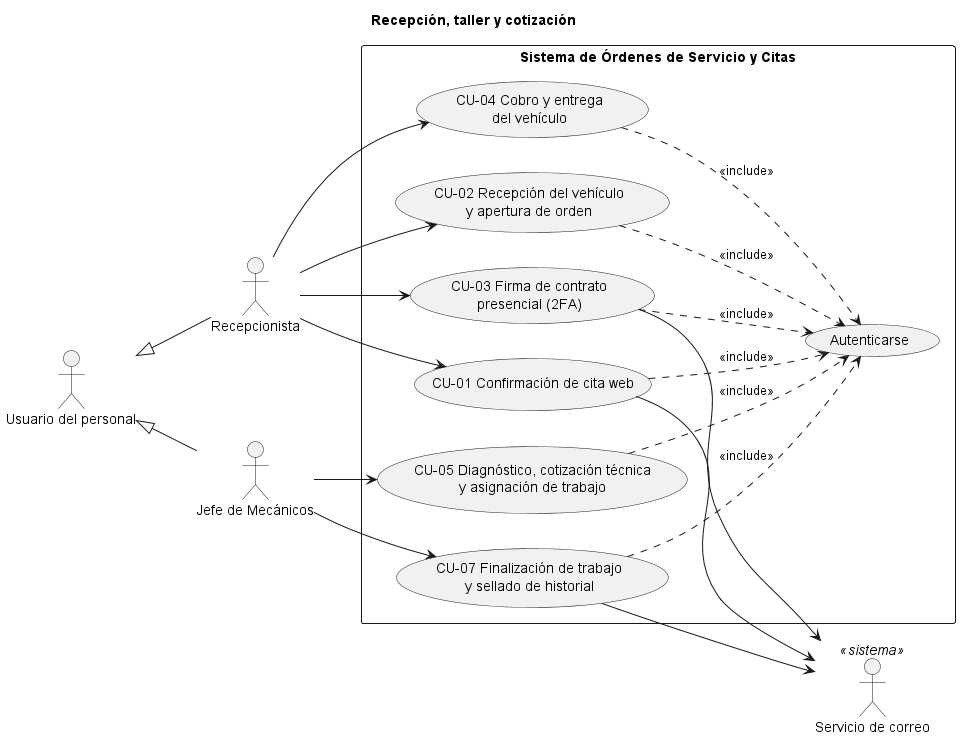 Recepción, taller y cotización
Sistema de Órdenes de Servicio y Citas
CU-04 Cobro y entrega
del vehículo
«include»
CU-02 Recepción del vehículo
y apertura de orden
«include»
CU-03 Firma de contrato
presencial (2FA)
«include»
Recepcionista
Autenticarse
«include»
CU-01 Confirmación de cita web
«include»
Usuario del personal
«include»
CU-05 Diagnóstico, cotización técnica
y asignación de trabajo
Jefe de Mecánicos
CU-07 Finalización de trabajo
y sellado de historial
«sistema»
Servicio de correo